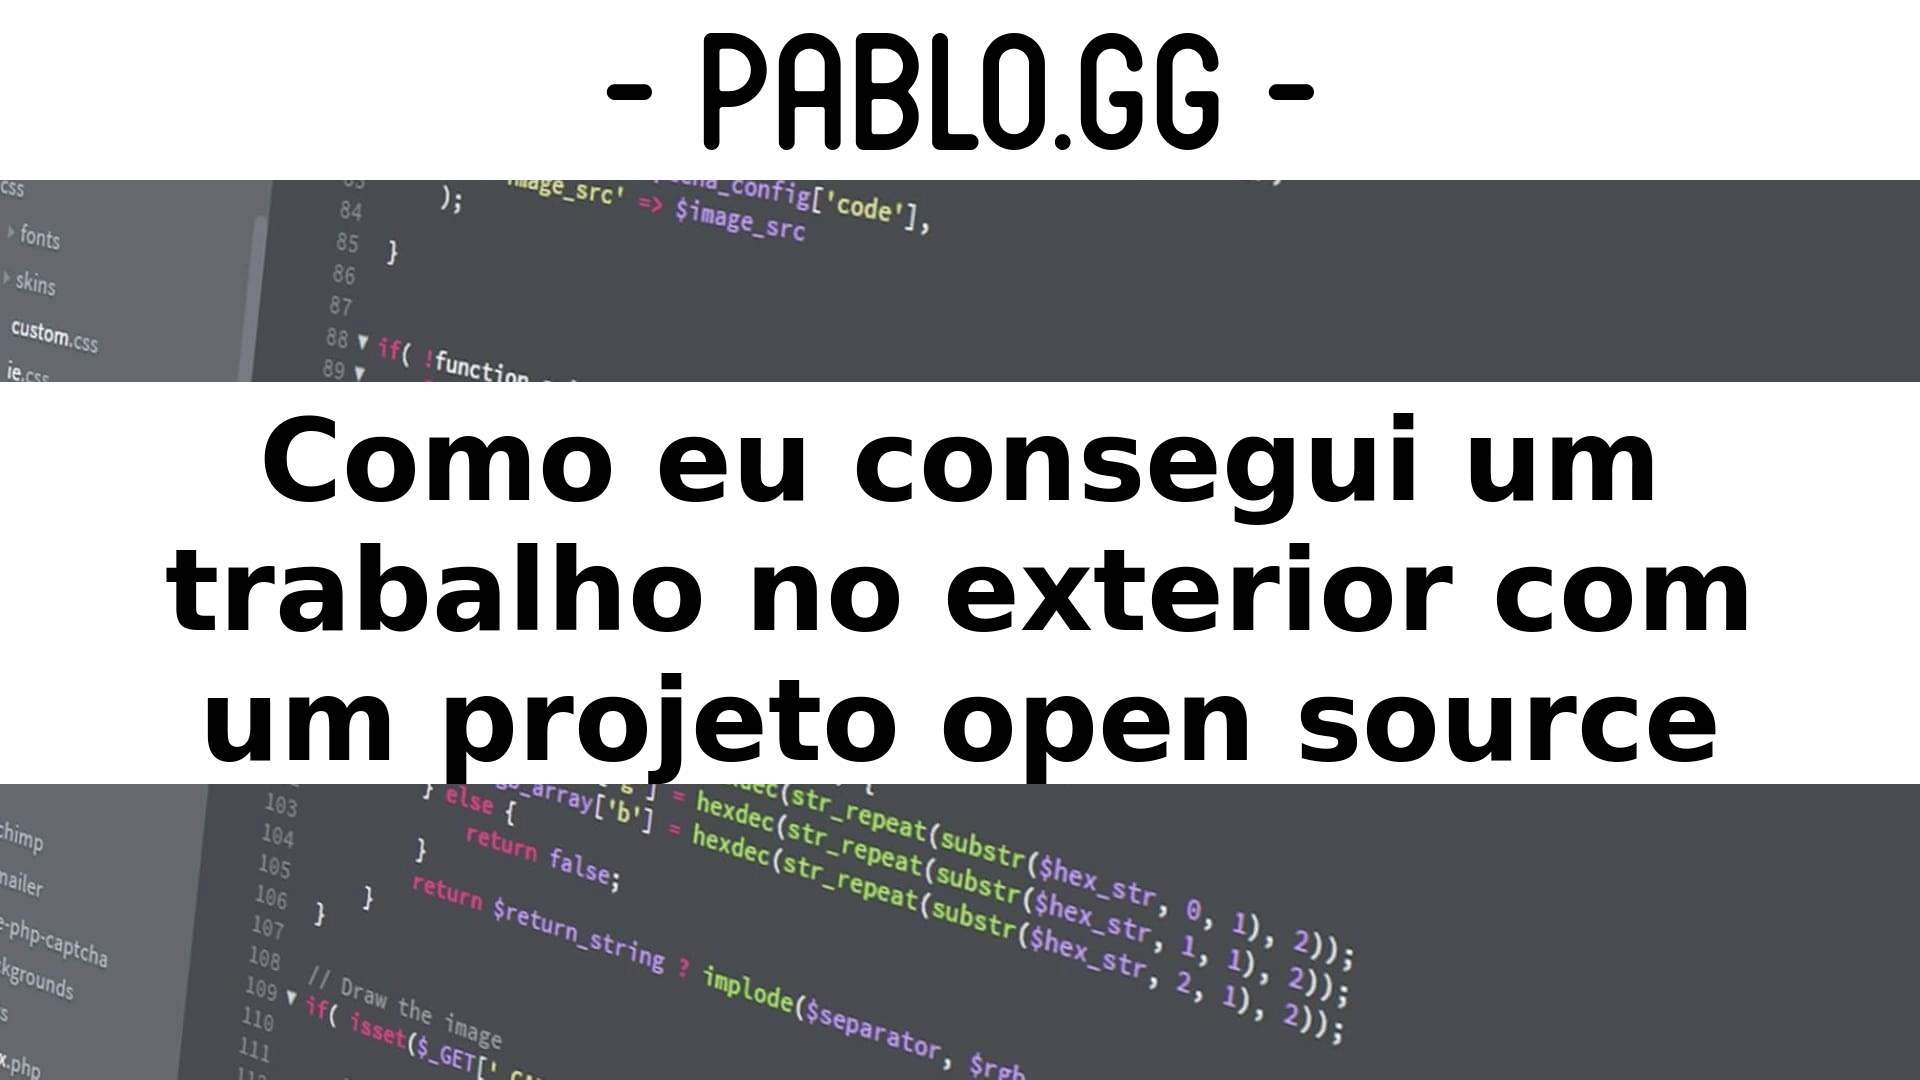 - PABLO.GG -
css
fonts
skins
custom.css
ie.css
84 );
'image_src' => $image_src
_config['code'],
85 }
86
87
88 if( !function
89
Como eu consegui um
trabalho no exterior com
um projeto open source
chimp
mailer
e-php-captcha
kgrounds
s
x.php
hexdec(str_repeat(substr($hex_str, 0, 1), 2));
_array['g'] = hexdec(str_repeat(substr($hex_str, 1, 1), 2));
_array['b'] = hexdec(str_repeat(substr($hex_str, 2, 1), 2));
103 } else {
104 return false;
105 }
106 }
107 return $return_string ? implode($separator, $rgb
108 }
109 // Draw the image
110 if( isset($_GET['
111
112